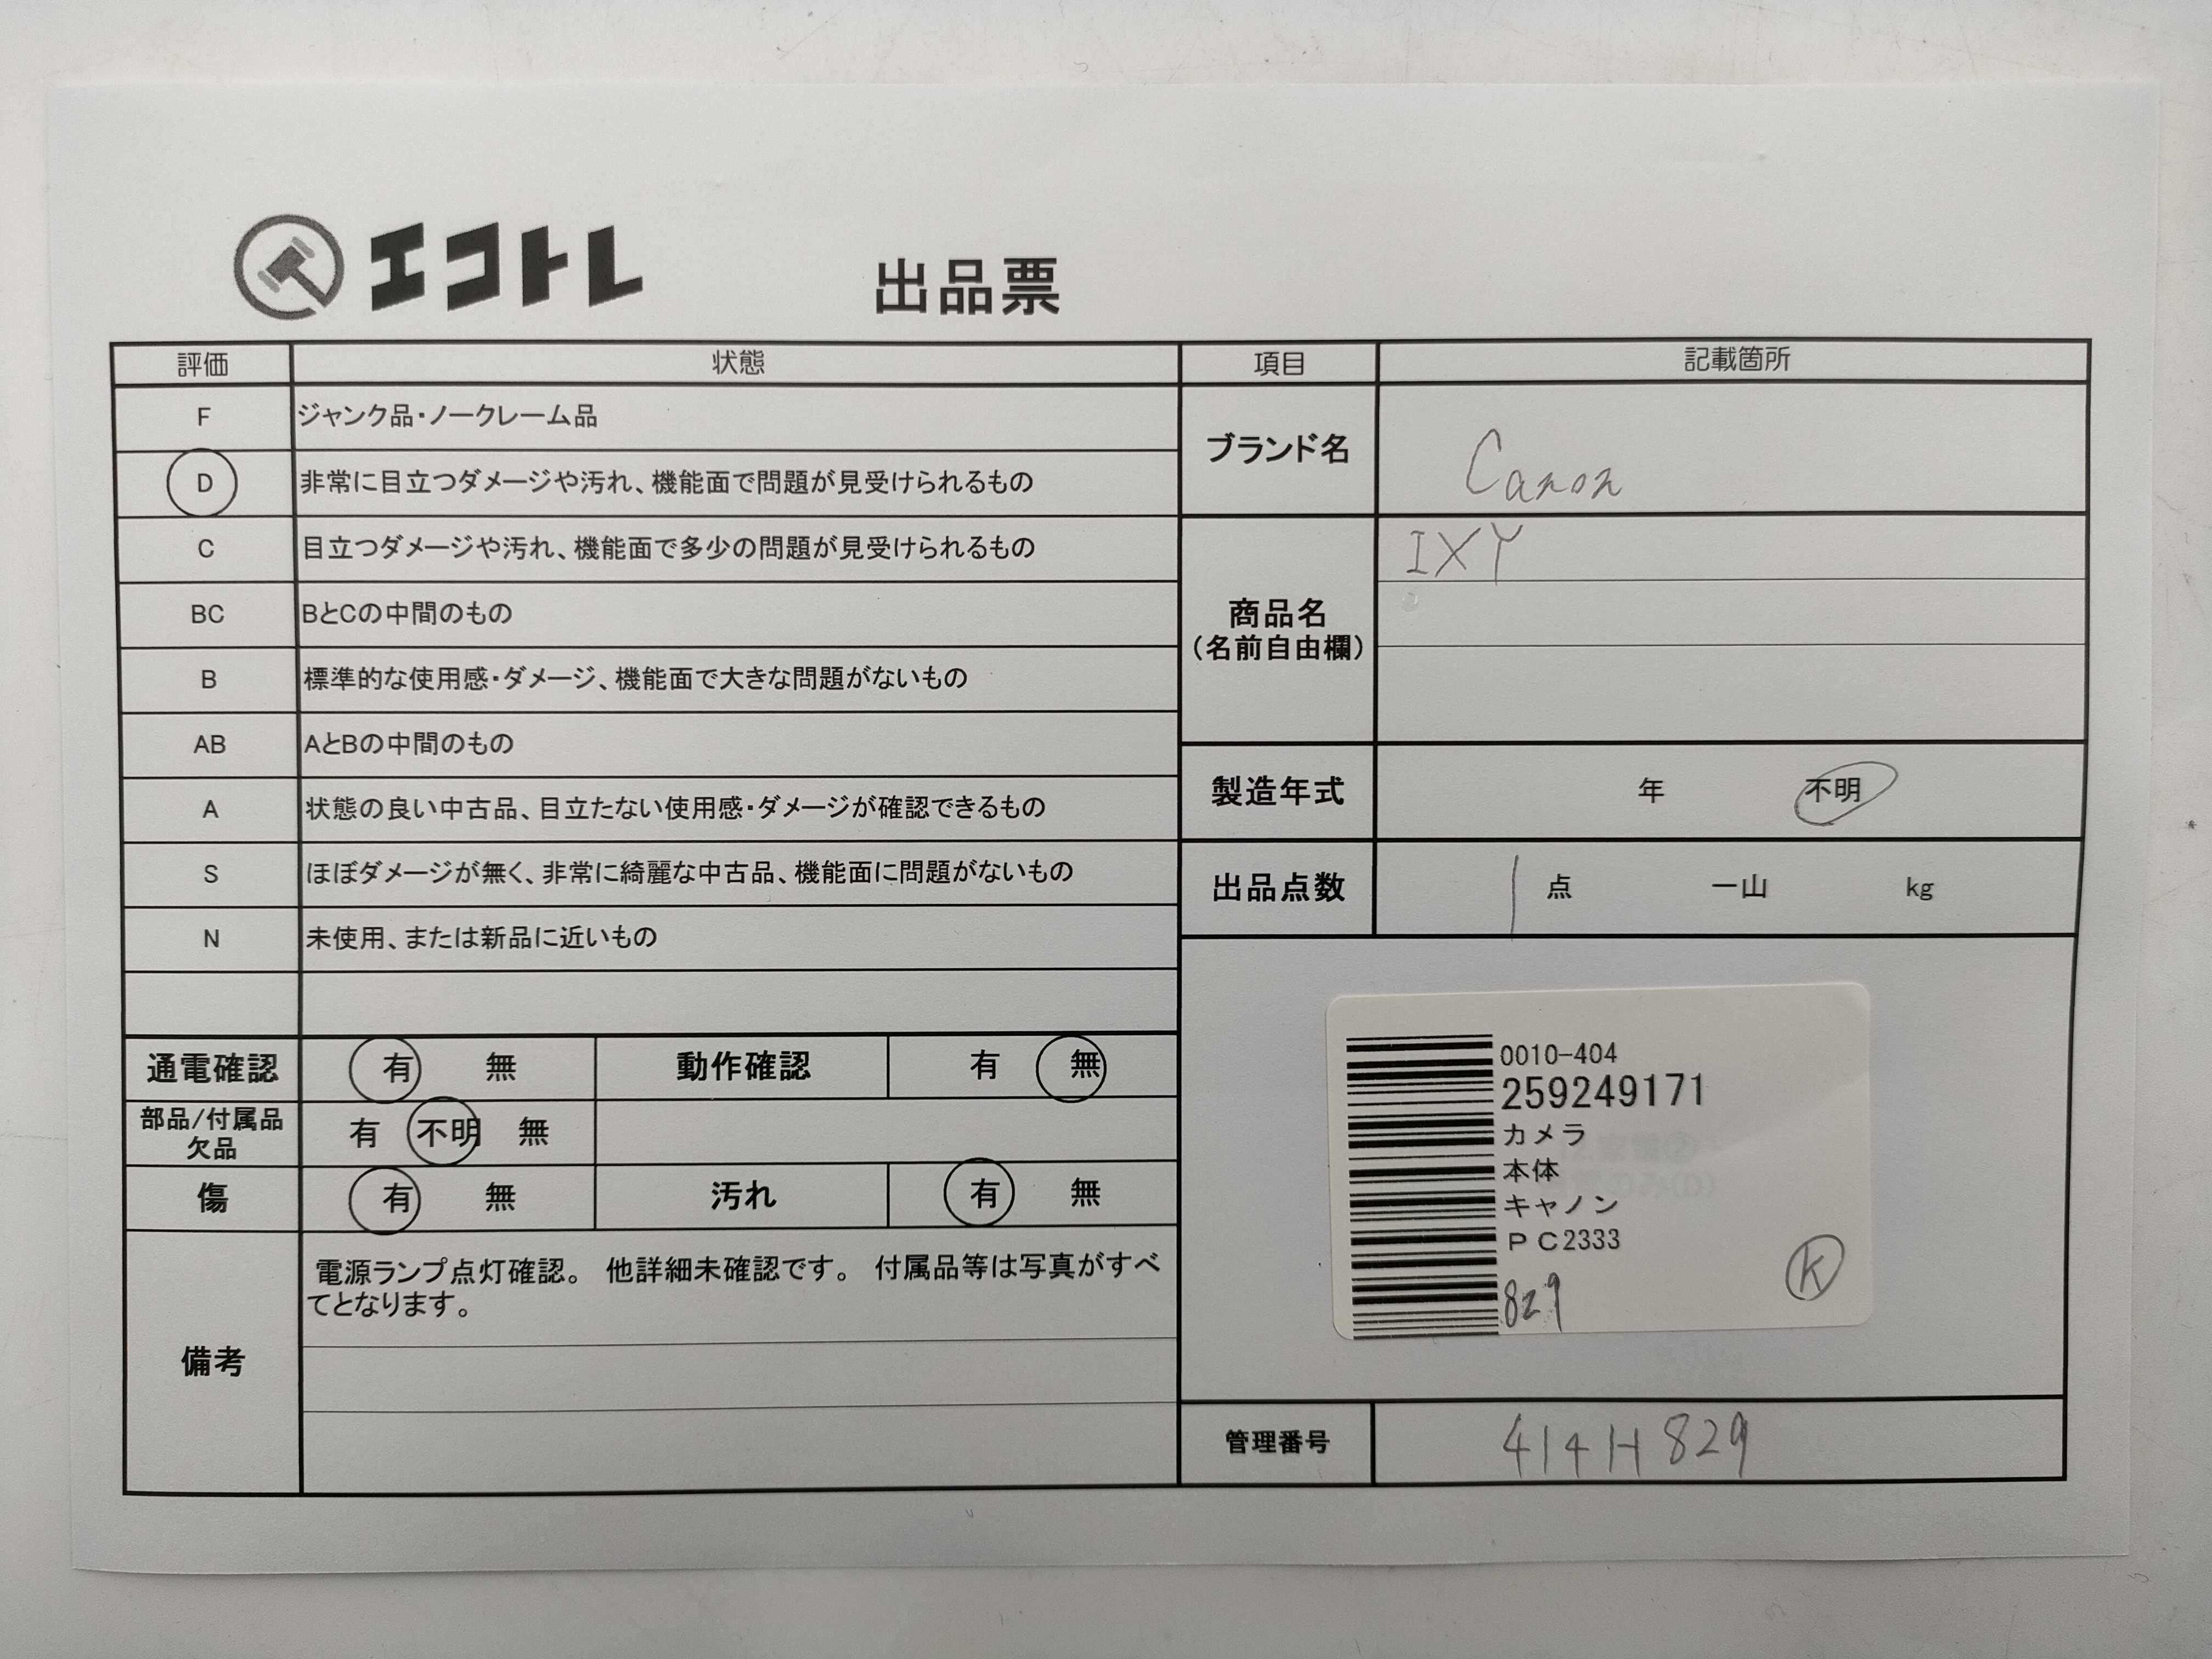 エコトレ
出品票
評価 状態
F ジャンク品・ノークレーム品
D 非常に目立つダメージや汚れ、機能面で問題が見受けられるもの
C 目立つダメージや汚れ、機能面で多少の問題が見受けられるもの
BC BとCの中間のもの
B 標準的な使用感・ダメージ、機能面で大きな問題がないもの
AB AとBの中間のもの
A 状態の良い中古品、目立たない使用感・ダメージが確認できるもの
S ほぼダメージが無く、非常に綺麗な中古品、機能面に問題がないもの
N 未使用、または新品に近いもの
通電確認 有 無 動作確認 有 無
部品/付属品
欠品 有 不明 無
傷 有 無 汚れ 有 無
備考
電源ランプ点灯確認。 他詳細未確認です。 付属品等は写真がすべ
てとなります。
項目 記載箇所
ブランド名 Canon
商品名
(名前自由欄)
IXY
製造年式 年 不明
出品点数 1 点 一山 kg
0010-404
259249171
カメラ
本体
キヤノン
PC2333
829
K
管理番号 414H829